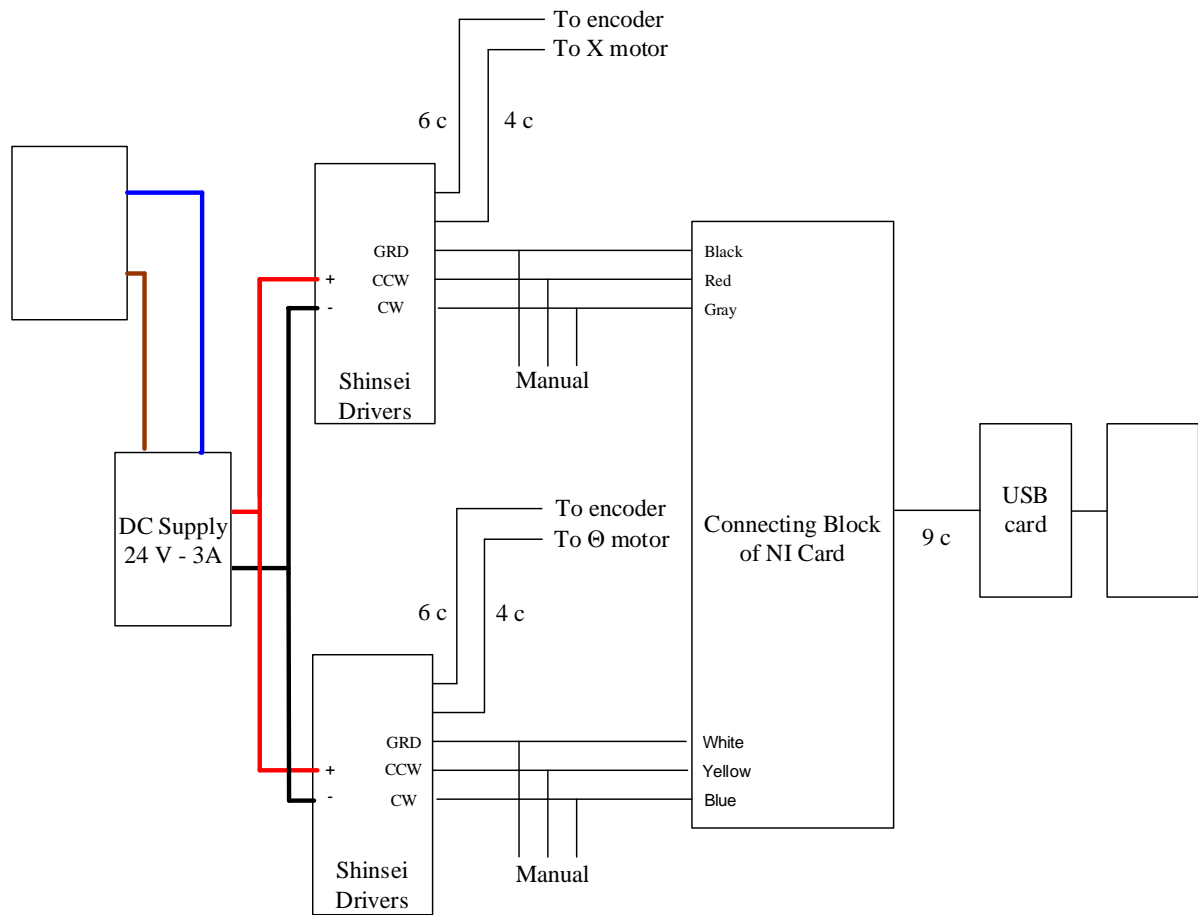 To encoder
To X motor
6 c
4 c
GRD
+
CCW
-
CW
Shinsei
Drivers
Black
Red
Gray
Manual
DC Supply
24 V - 3A
To encoder
To Θ motor
6 c
4 c
Connecting Block
of NI Card
9 c
USB
card
GRD
+
CCW
-
CW
Shinsei
Drivers
White
Yellow
Blue
Manual